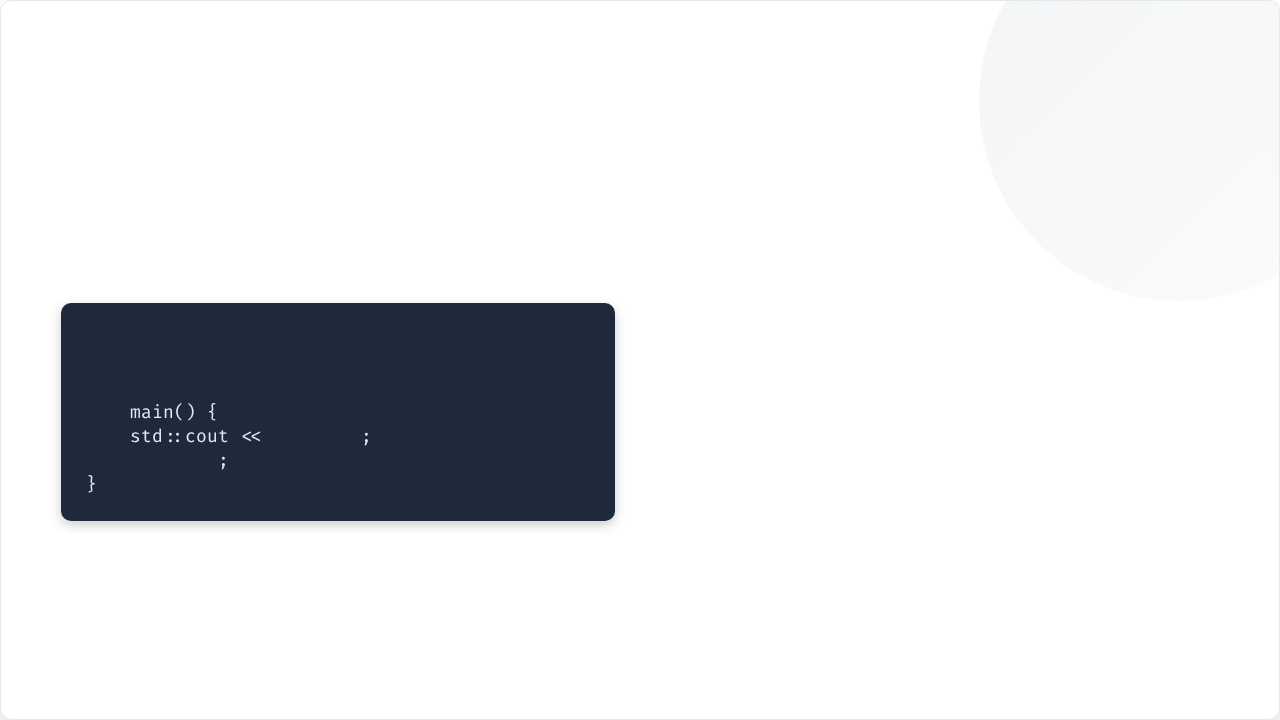 main() {
std::cout << ;
;
}